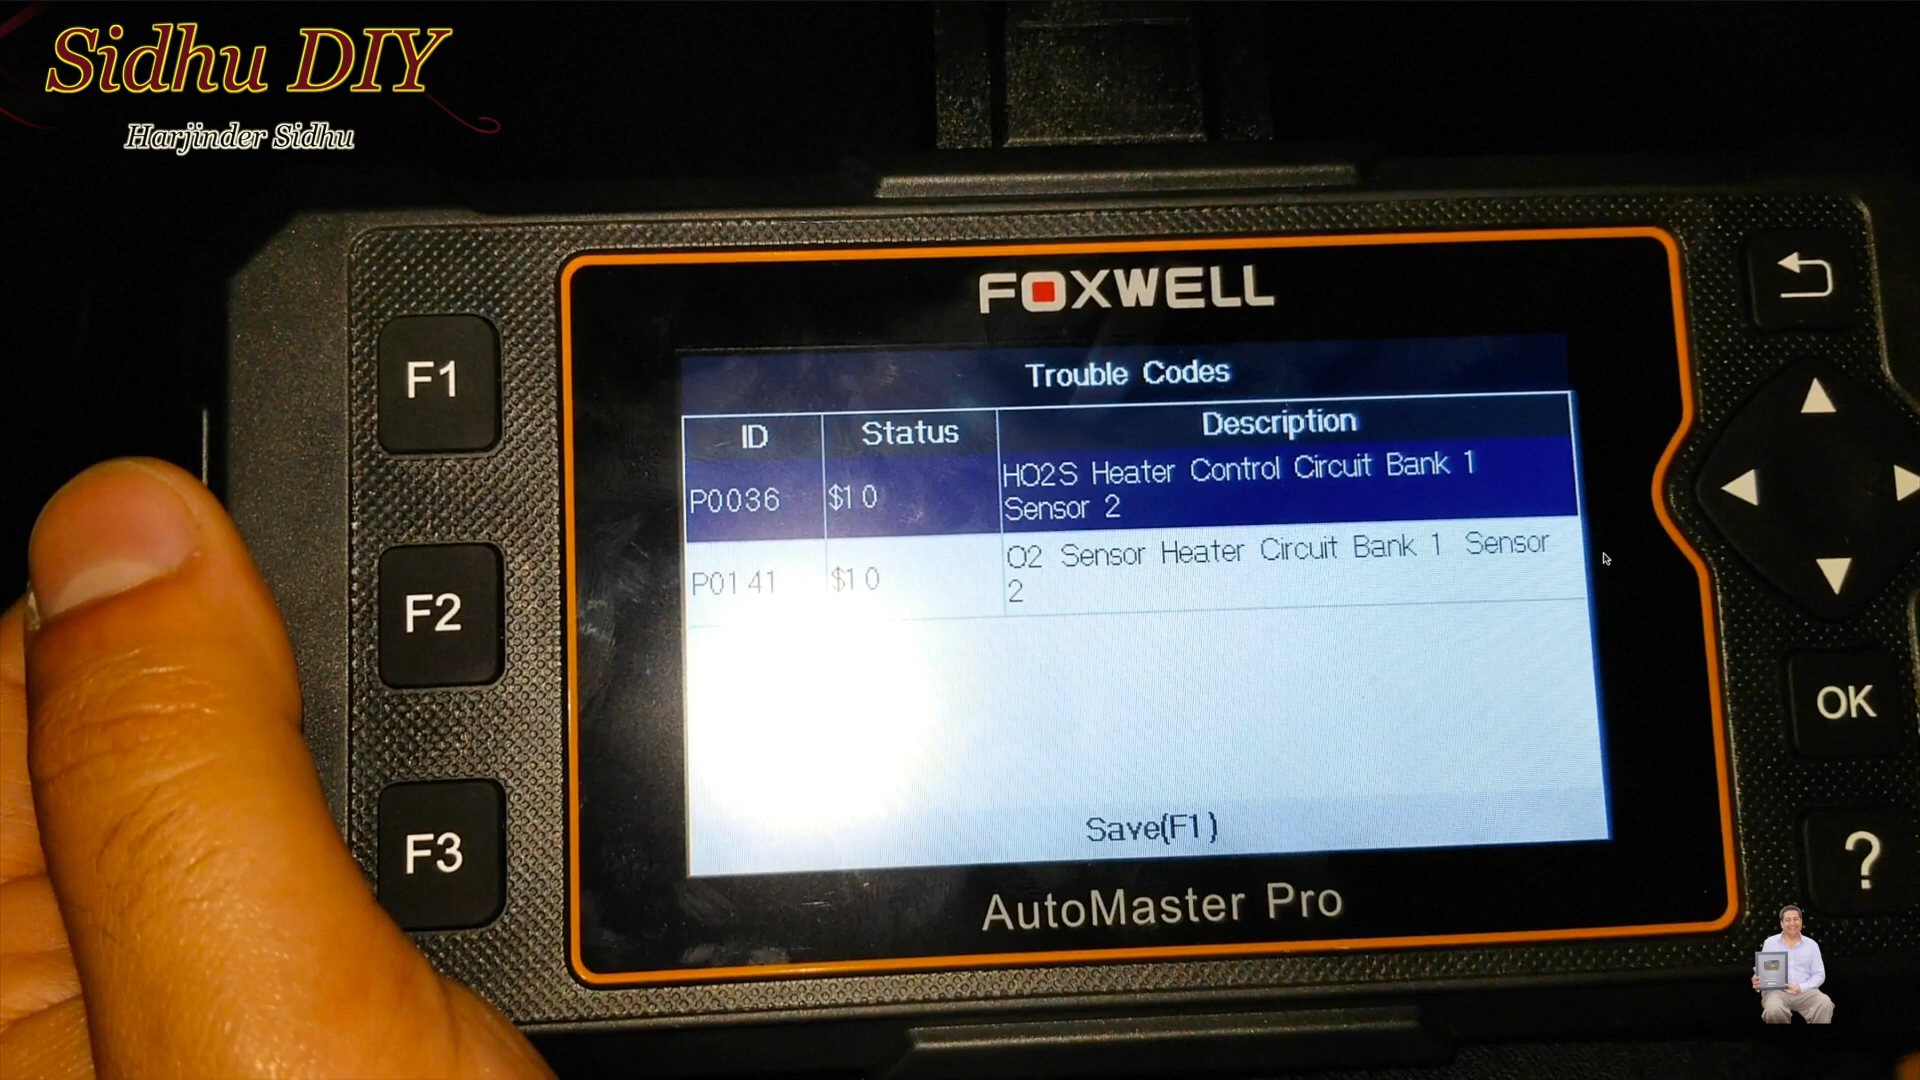 Sidhu DIY
Harjinder Sidhu
FOXWELL
F1
Trouble Codes
ID Status Description
P0036 $10 HO2S Heater Control Circuit Bank 1
Sensor 2
P0141 $10 O2 Sensor Heater Circuit Bank 1 Sensor
2
F2
OK
Save(F1)
F3
?
AutoMaster Pro